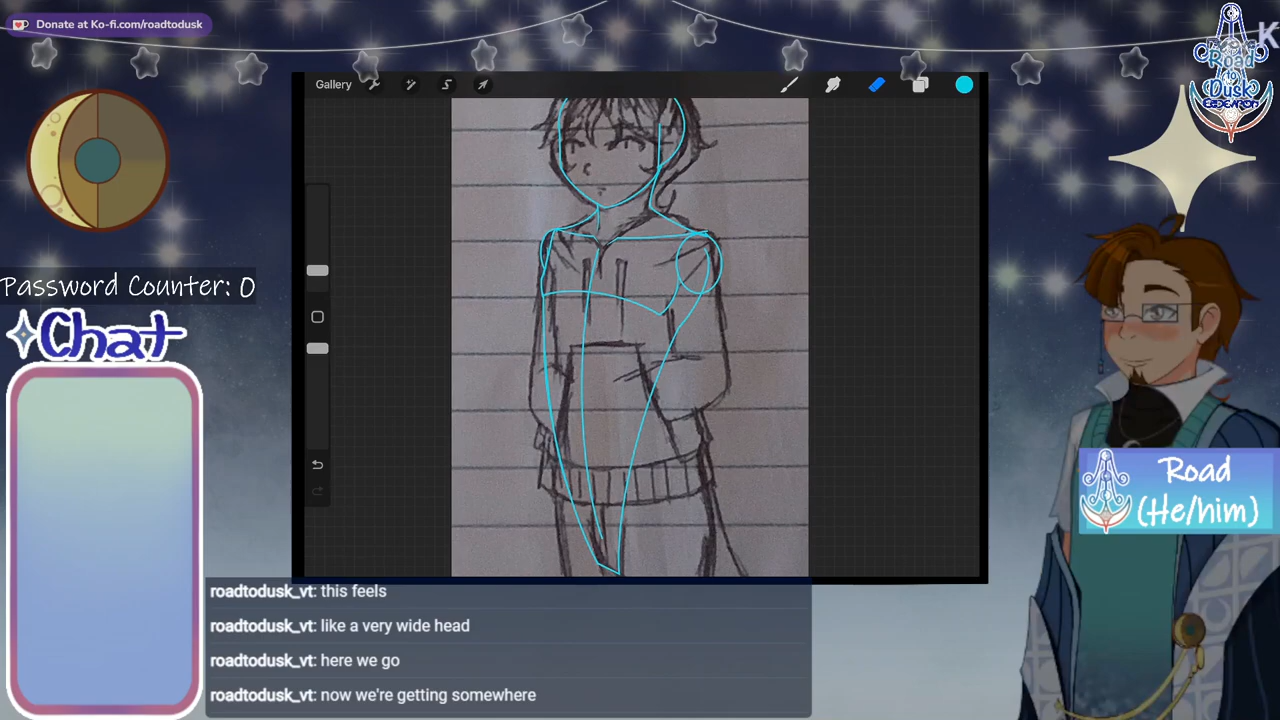 Donate at Ko-fi.com/roadtodusk
K
Road
to
Dusk
Gallery
S
Password Counter: 0
Chat
Road
(He/him)
roadtodusk_vt: this feels
roadtodusk_vt: like a very wide head
roadtodusk_vt: here we go
roadtodusk_vt: now we're getting somewhere